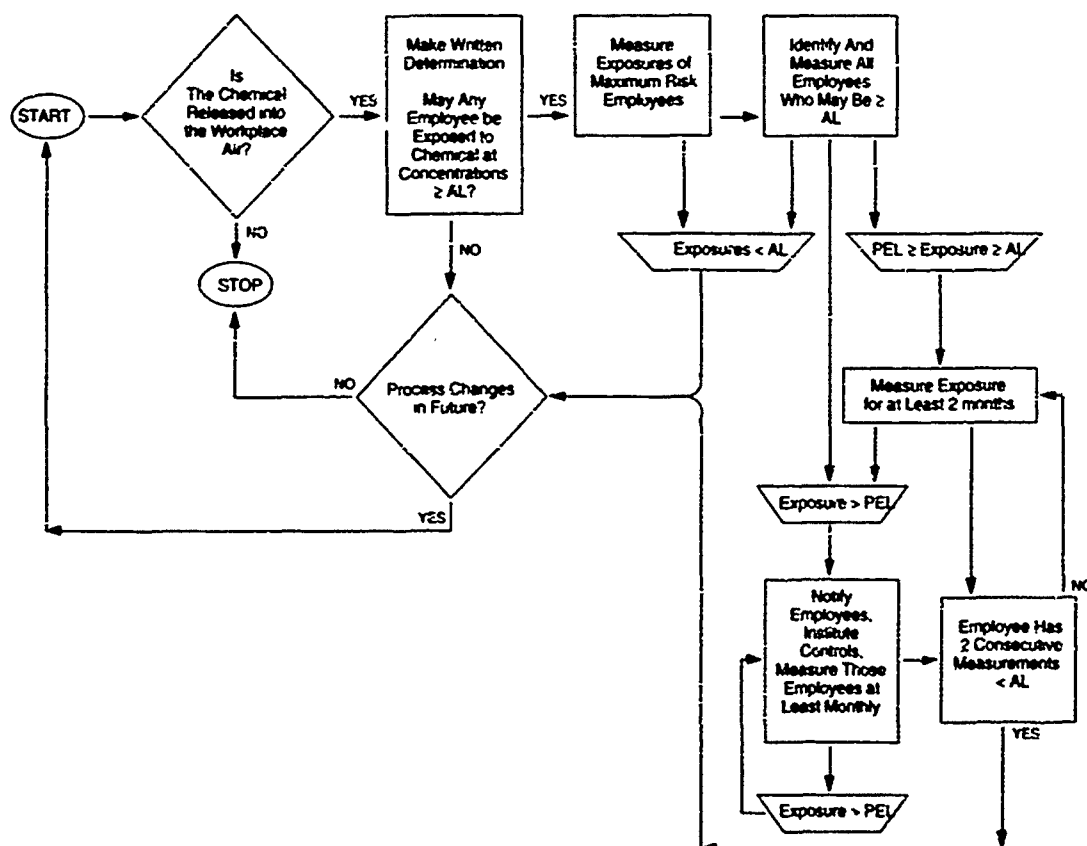 START
Is
The Chemical
Released into
the Workplace
Air?
YES
NO
STOP
Make Written
Determination
May Any
Employee be
Exposed to
Chemical at
Concentrations
≥ AL?
YES
NO
Measure
Exposures of
Maximum Risk
Employees
Identify And
Measure All
Employees
Who May Be ≥
AL
Exposures < AL
PEL ≥ Exposure ≥ AL
Process Changes
in Future?
NO
YES
Measure Exposure
for at Least 2 months
Exposure > PEL
Notify
Employees,
Institute
Controls,
Measure Those
Employees at
Least Monthly
Employee Has
2 Consecutive
Measurements
< AL
NO
YES
Exposure > PEL